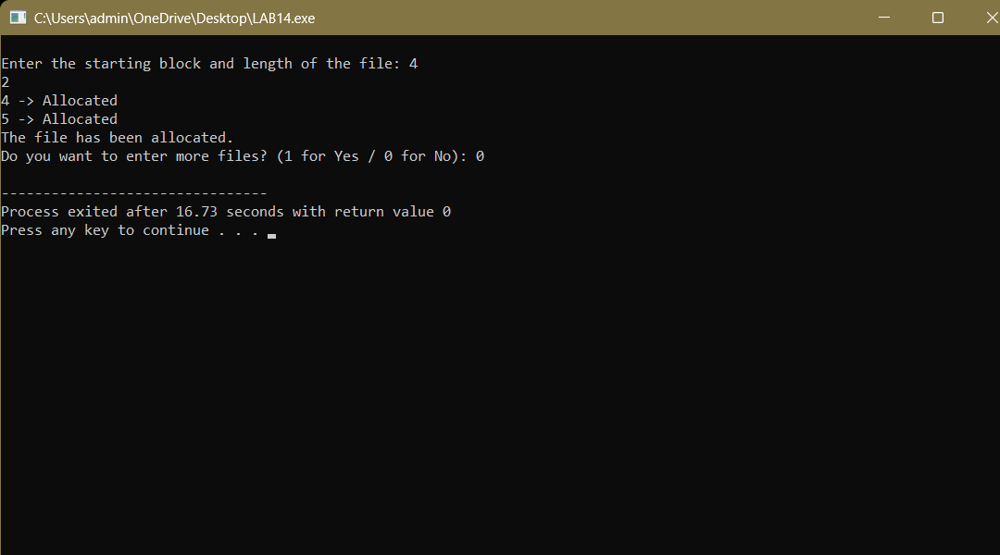 C:\Users\admin\OneDrive\Desktop\LAB14.exe
Enter the starting block and length of the file: 4
2
4 -> Allocated
5 -> Allocated
The file has been allocated.
Do you want to enter more files? (1 for Yes / 0 for No): 0
--------------------------------
Process exited after 16.73 seconds with return value 0
Press any key to continue . . .